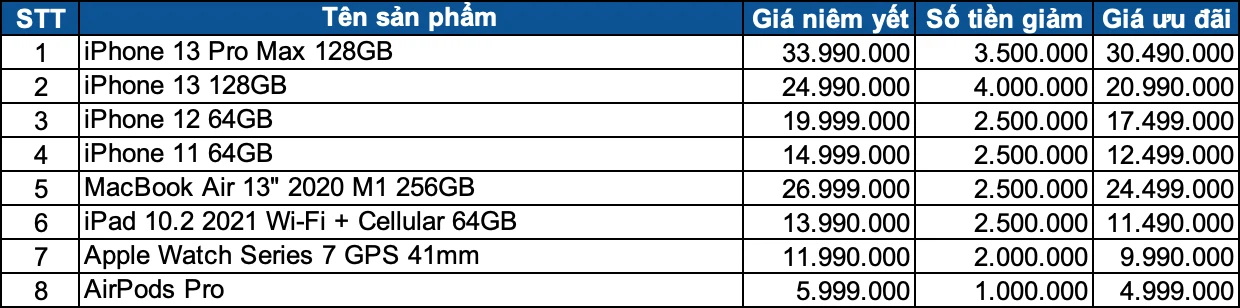 STT Tên sản phẩm Giá niêm yết Số tiền giảm Giá ưu đãi
1 iPhone 13 Pro Max 128GB 33.990.000 3.500.000 30.490.000
2 iPhone 13 128GB 24.990.000 4.000.000 20.990.000
3 iPhone 12 64GB 19.999.000 2.500.000 17.499.000
4 iPhone 11 64GB 14.999.000 2.500.000 12.499.000
5 MacBook Air 13" 2020 M1 256GB 26.999.000 2.500.000 24.499.000
6 iPad 10.2 2021 Wi-Fi + Cellular 64GB 13.990.000 2.500.000 11.490.000
7 Apple Watch Series 7 GPS 41mm 11.990.000 2.000.000 9.990.000
8 AirPods Pro 5.999.000 1.000.000 4.999.000